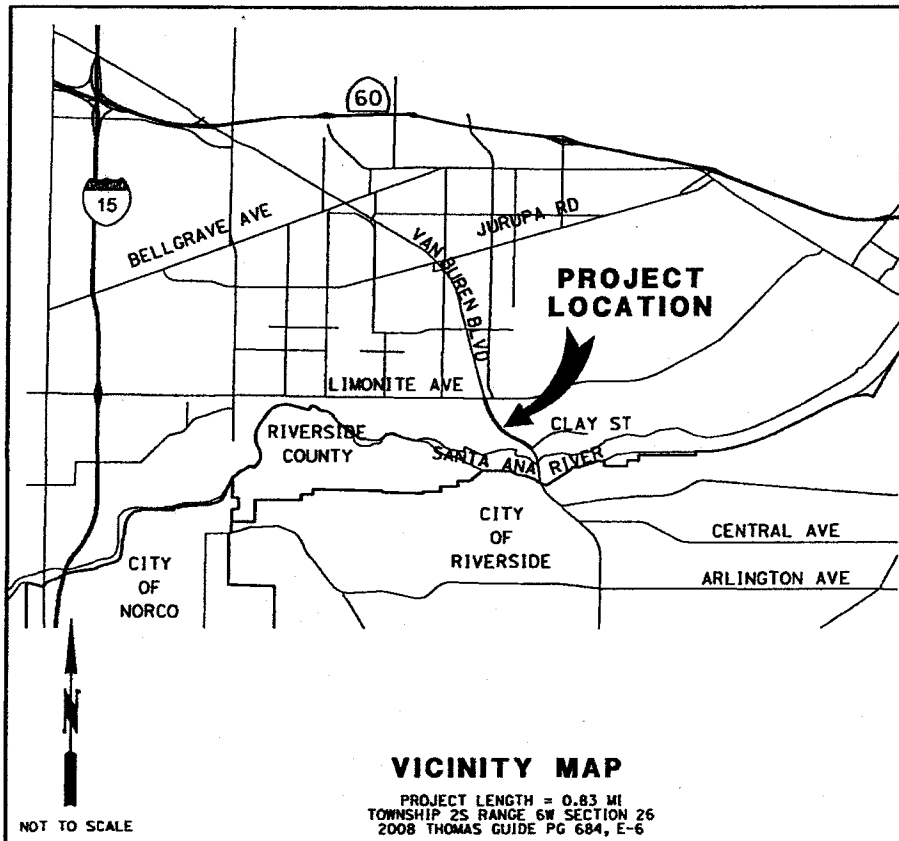 60
15
BELLGRAVE AVE
JURUPA RD
VAN BUREN BLVD
PROJECT
LOCATION
LIMONITE AVE
CLAY ST
RIVERSIDE
COUNTY
SANTA ANA RIVER
CITY
OF
RIVERSIDE
CENTRAL AVE
ARLINGTON AVE
CITY
OF
NORCO
N
NOT TO SCALE
VICINITY MAP
PROJECT LENGTH = 0.83 MI
TOWNSHIP 2S RANGE 6W SECTION 26
2008 THOMAS GUIDE PG 684, E-6